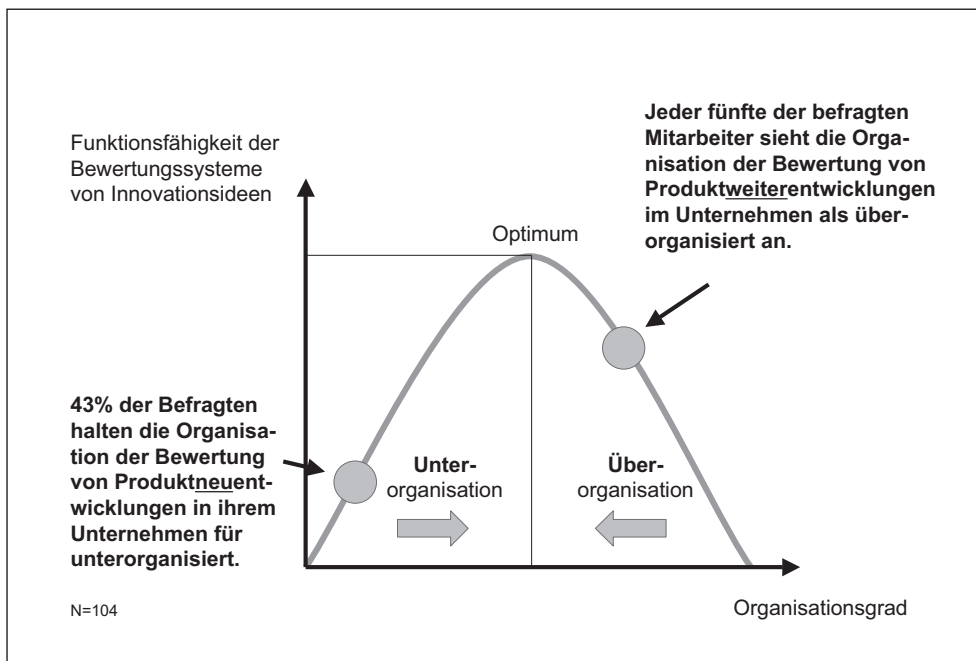 Funktionsfähigkeit der
Bewertungssysteme
von Innovationsideen
Jeder fünfte der befragten
Mitarbeiter sieht die Orga-
nisation der Bewertung von
Produktweiterentwicklungen
im Unternehmen als über-
organisiert an.
Optimum
43% der Befragten
halten die Organisa-
tion der Bewertung
von Produktneuent-
wicklungen in ihrem
Unternehmen für
unterorganisiert.
Unter-
organisation
Über-
organisation
N=104
Organisationsgrad